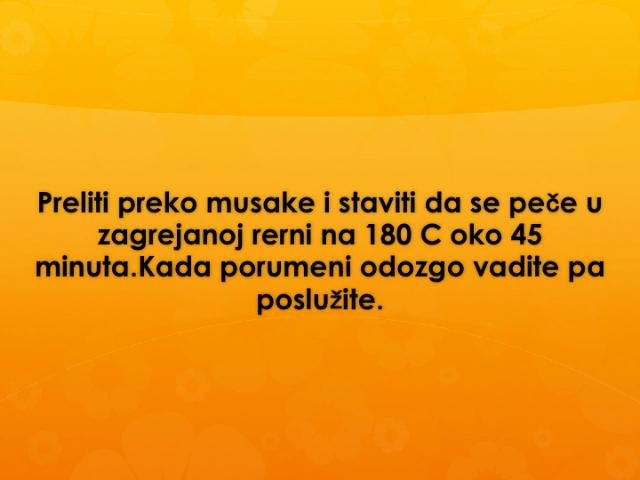 Preliti preko musake i staviti da se peče u
zagrejanoj rerni na 180 C oko 45
minuta.Kada porumeni odozgo vadite pa
poslužite.